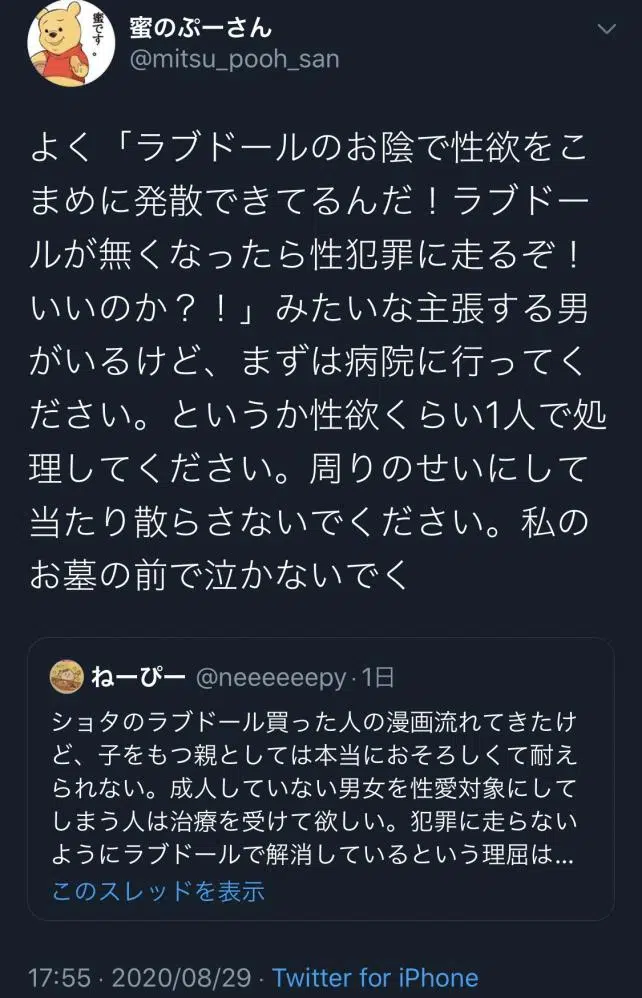 蜜です。
蜜のぷーさん
@mitsu_pooh_san
よく「ラブドールのお陰で性欲をこ
まめに発散できてるんだ！ラブドー
ルが無くなったら性犯罪に走るぞ！
いいのか？！」みたいな主張する男
がいるけど、まずは病院に行ってく
ださい。というか性欲くらい1人で処
理してください。周りのせいにして
当たり散らさないでください。私の
お墓の前で泣かないでく
ねーぴー @neeeeeepy · 1日
ショタのラブドール買った人の漫画流れてきたけ
ど、子をもつ親としては本当におそろしくて耐え
られない。成人していない男女を性愛対象にして
しまう人は治療を受けて欲しい。犯罪に走らない
ようにラブドールで解消しているという理屈は...
このスレッドを表示
17:55 · 2020/08/29 · Twitter for iPhone